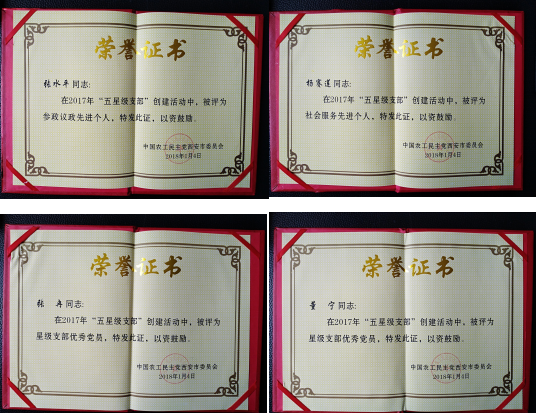 荣誉证书
张水平同志:
在2017年“五星级支部”创建活动中，被评为
参政议政先进个人，特发此证，以资鼓励。
中国农工民主党西安市委员会
2018年1月4日
荣誉证书
杨赛道同志:
在2017年“五星级支部”创建活动中，被评为
社会服务先进个人，特发此证，以资鼓励。
中国农工民主党西安市委员会
2018年1月4日
荣誉证书
张 冉同志:
在2017年“五星级支部”创建活动中，被评为
星级支部优秀党员，特发此证，以资鼓励。
中国农工民主党西安市委员会
2018年1月4日
荣誉证书
董 宁同志:
在2017年“五星级支部”创建活动中，被评为
星级支部优秀党员，特发此证，以资鼓励。
中国农工民主党西安市委员会
2018年1月4日